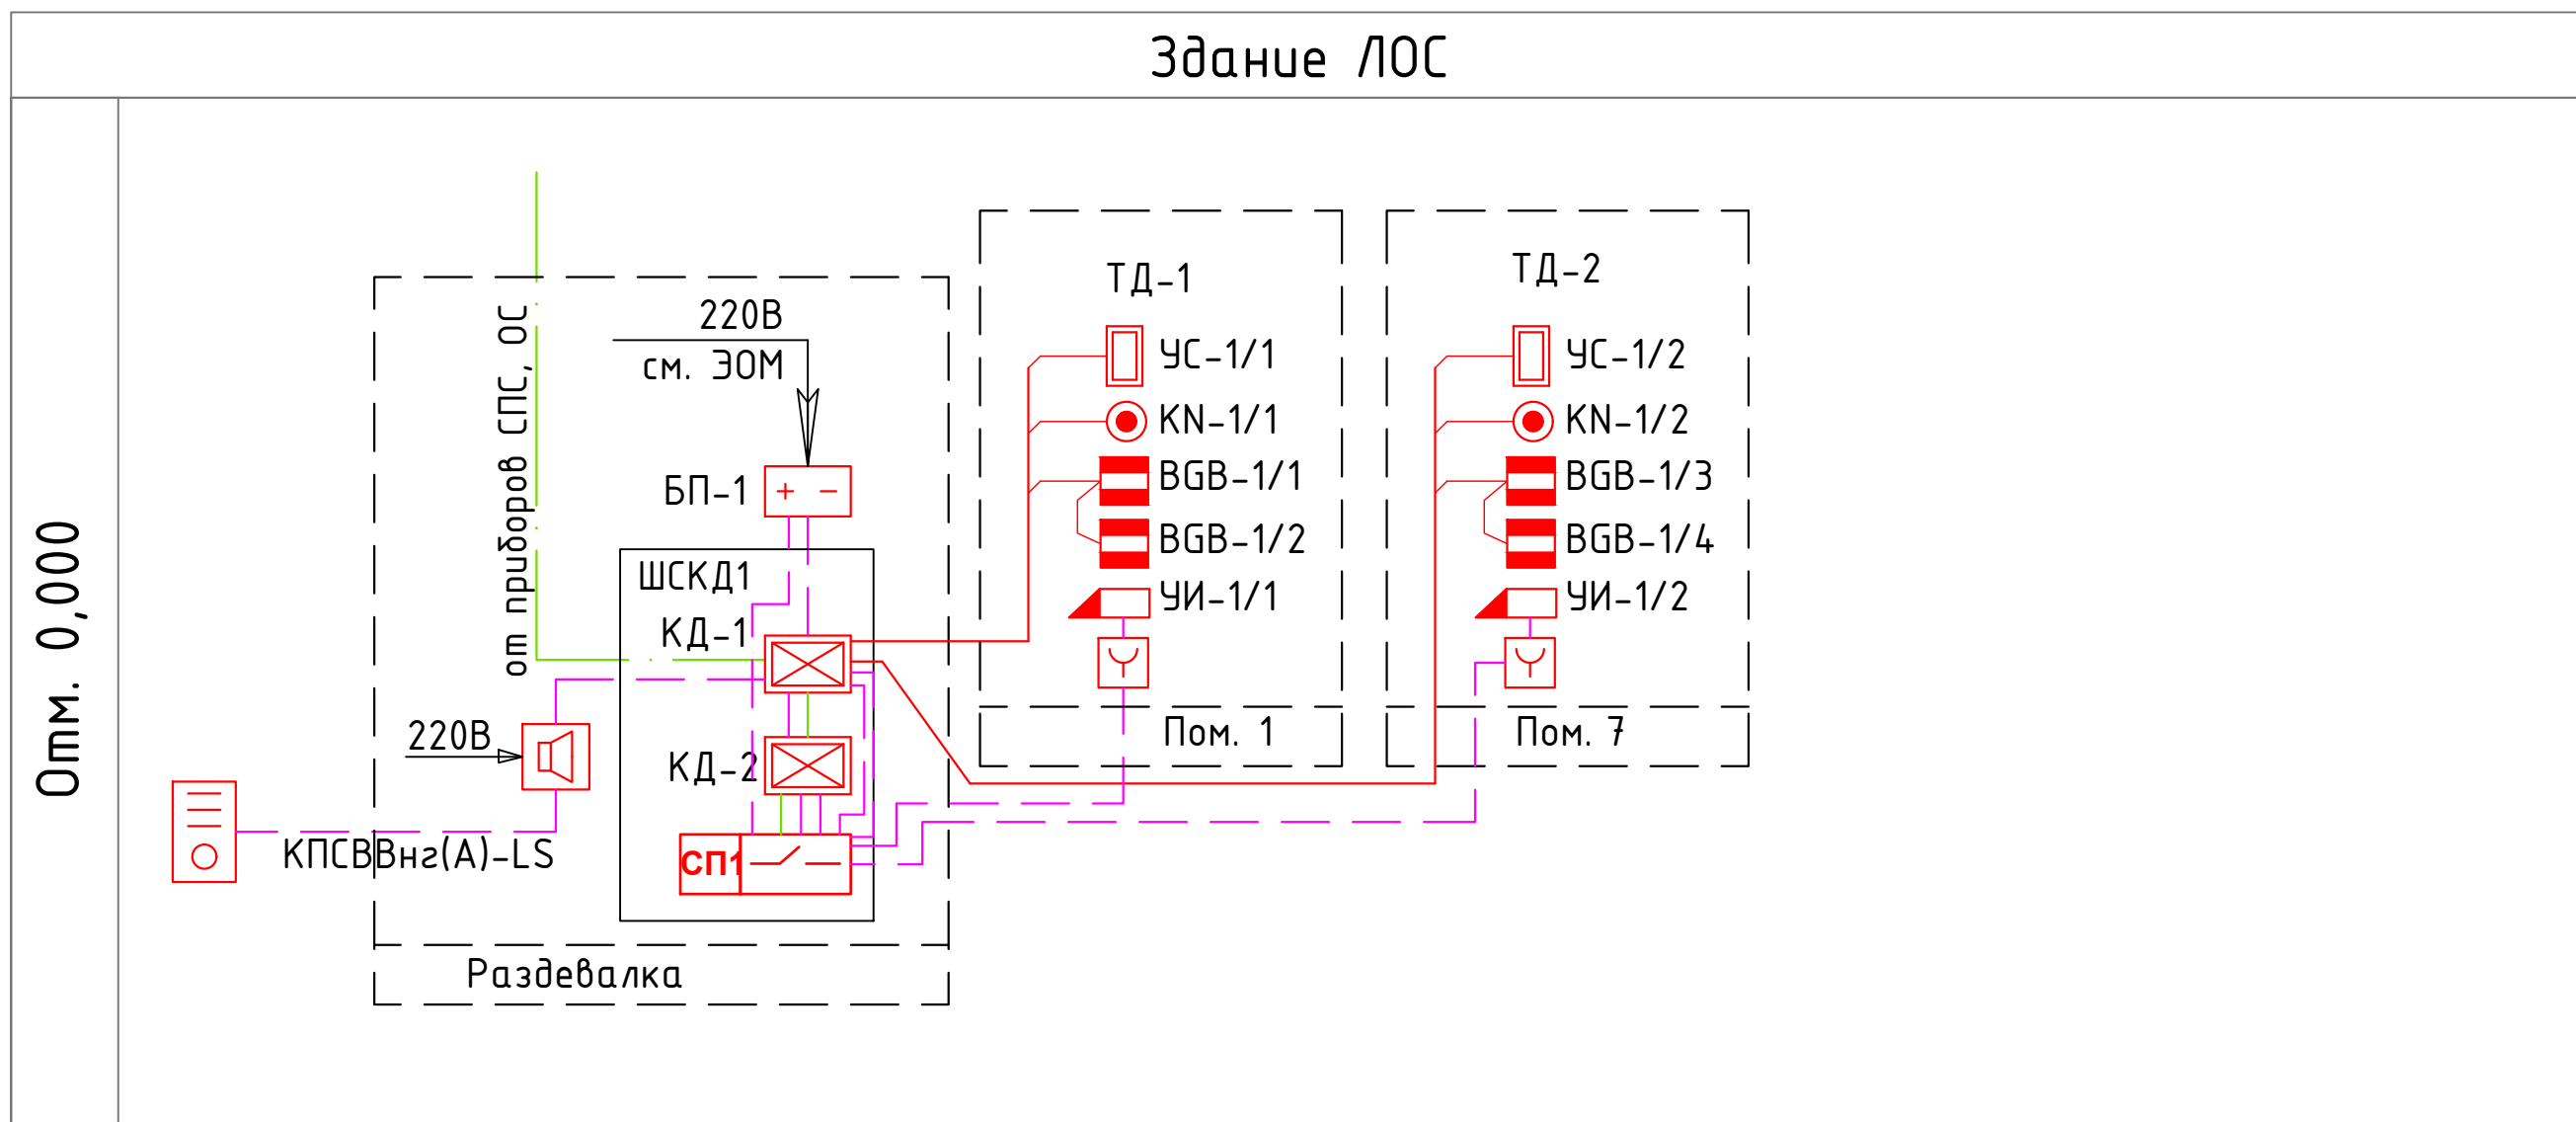 Здание ЛОС
Отм. 0,000
от приборов СПС, ОС
220В
см. ЭОМ
БП-1
ШСКД1
КД-1
220В
КД-2
СП1
КПСВВнг(А)-LS
Раздевалка
ТД-1
УС-1/1
KN-1/1
BGB-1/1
BGB-1/2
УИ-1/1
Пом. 1
ТД-2
УС-1/2
KN-1/2
BGB-1/3
BGB-1/4
УИ-1/2
Пом. 7